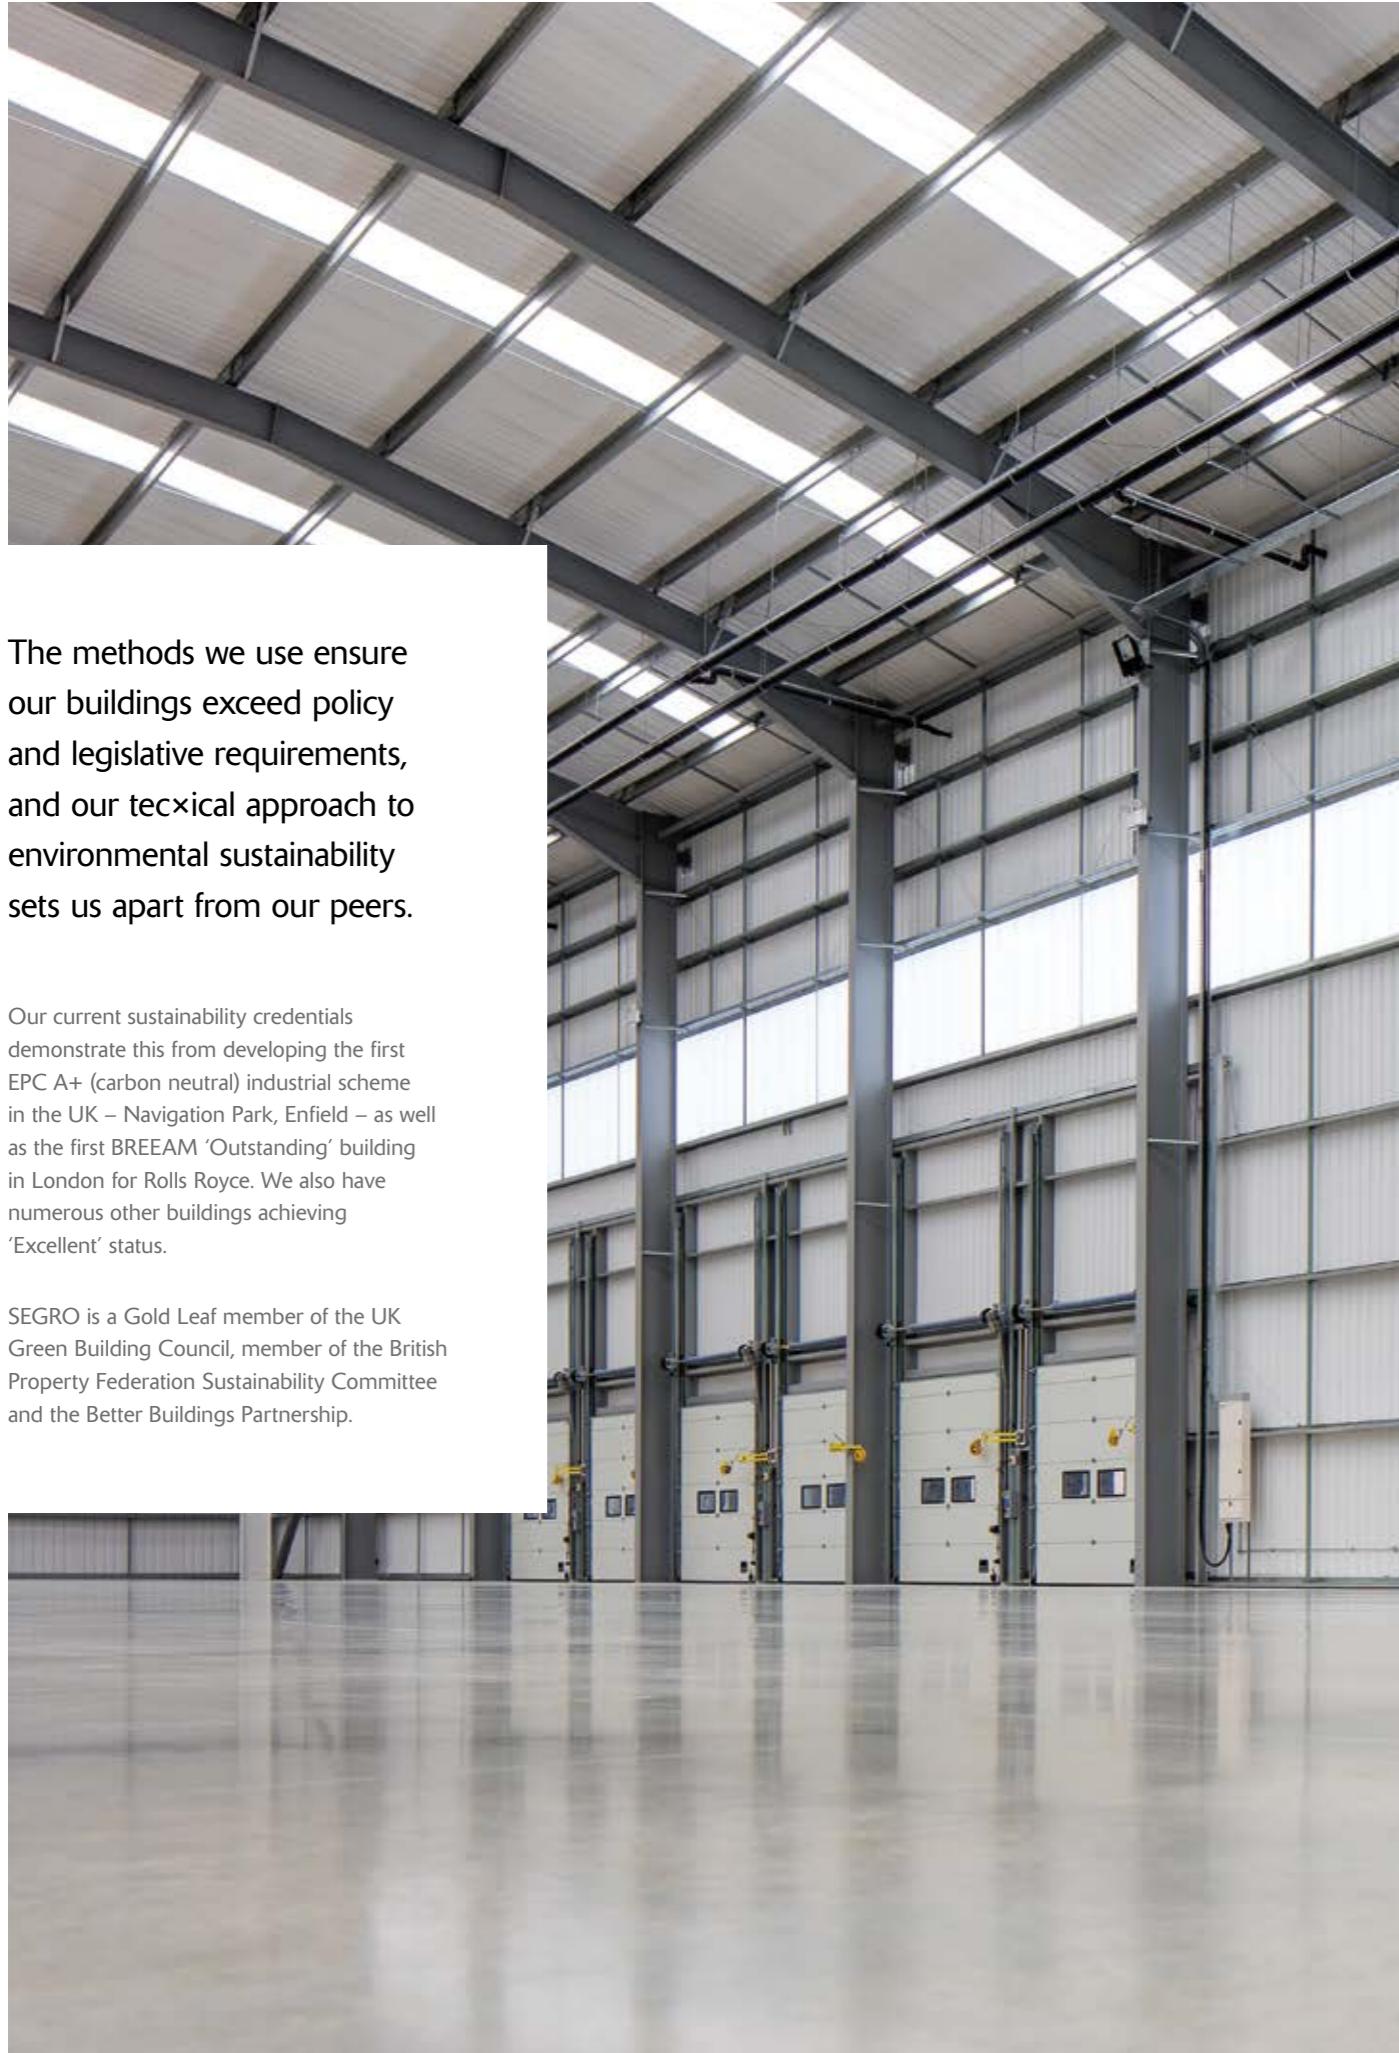 The methods we use ensure
our buildings exceed policy
and legislative requirements,
and our tec×ical approach to
environmental sustainability
sets us apart from our peers.
Our current sustainability credentials
demonstrate this from developing the first
EPC A+ (carbon neutral) industrial scheme
in the UK – Navigation Park, Enfield – as well
as the first BREEAM ‘Outstanding’ building
in London for Rolls Royce. We also have
numerous other buildings achieving
‘Excellent’ status.
SEGRO is a Gold Leaf member of the UK
Green Building Council, member of the British
Property Federation Sustainability Committee
and the Better Buildings Partnership.